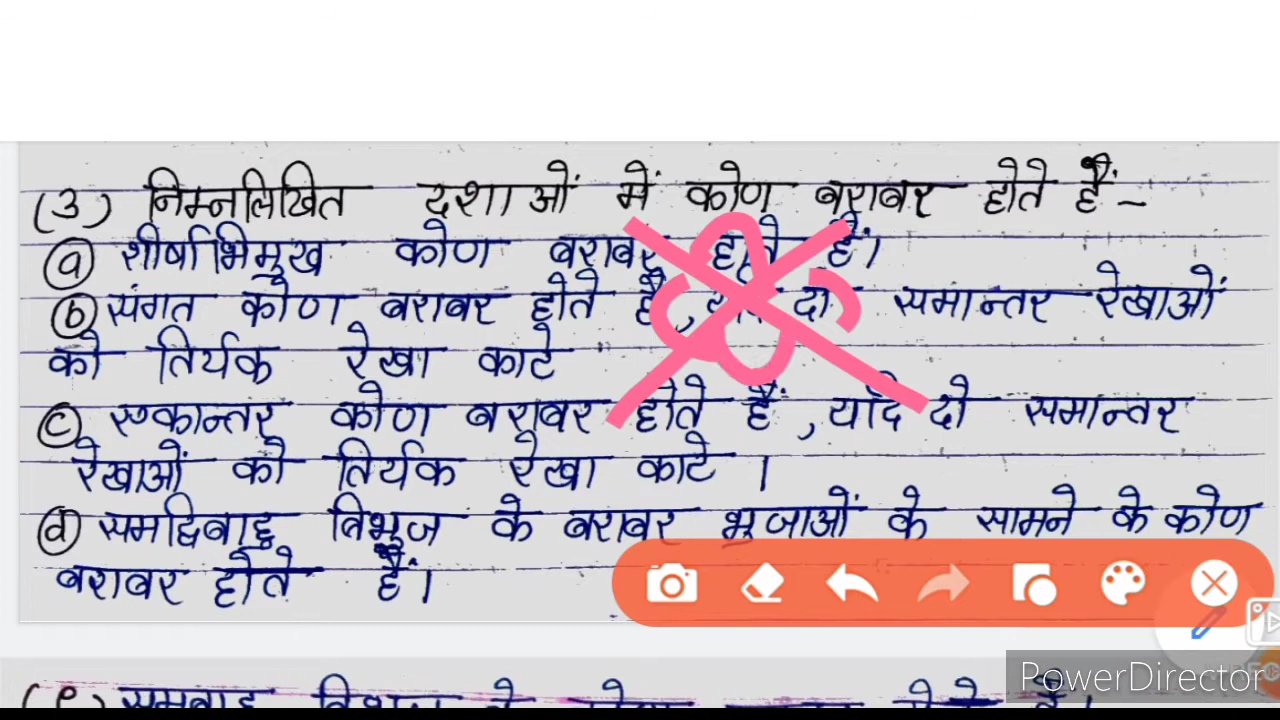 (3) निम्नलिखित दशाओं में कोण बराबर होते हैं –
(a) शीर्षाभिमुख कोण बराबर होते हैं।
(b) संगत कोण बराबर होते हैं, यदि दो समान्तर रेखाओं
को तिर्यक रेखा काटे
(c) एकान्तर कोण बराबर होते हैं, यदि दो समान्तर
रेखाओं को तिर्यक रेखा काटे ।
(d) समद्विबाहु त्रिभुज के बराबर भुजाओं के सामने के कोण
बराबर होते हैं।
PowerDirector
(e) समबाहु त्रिभुज के